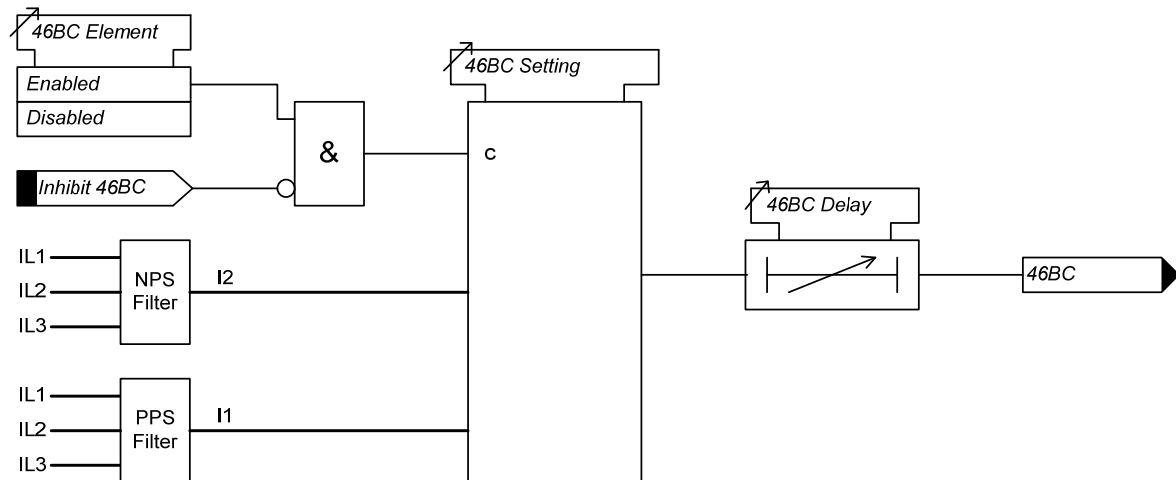 46BC Element
Enabled
Disabled
Inhibit 46BC
&
46BC Setting
c
46BC Delay
46BC
IL1
IL2
IL3
NPS
Filter
I2
IL1
IL2
IL3
PPS
Filter
I1